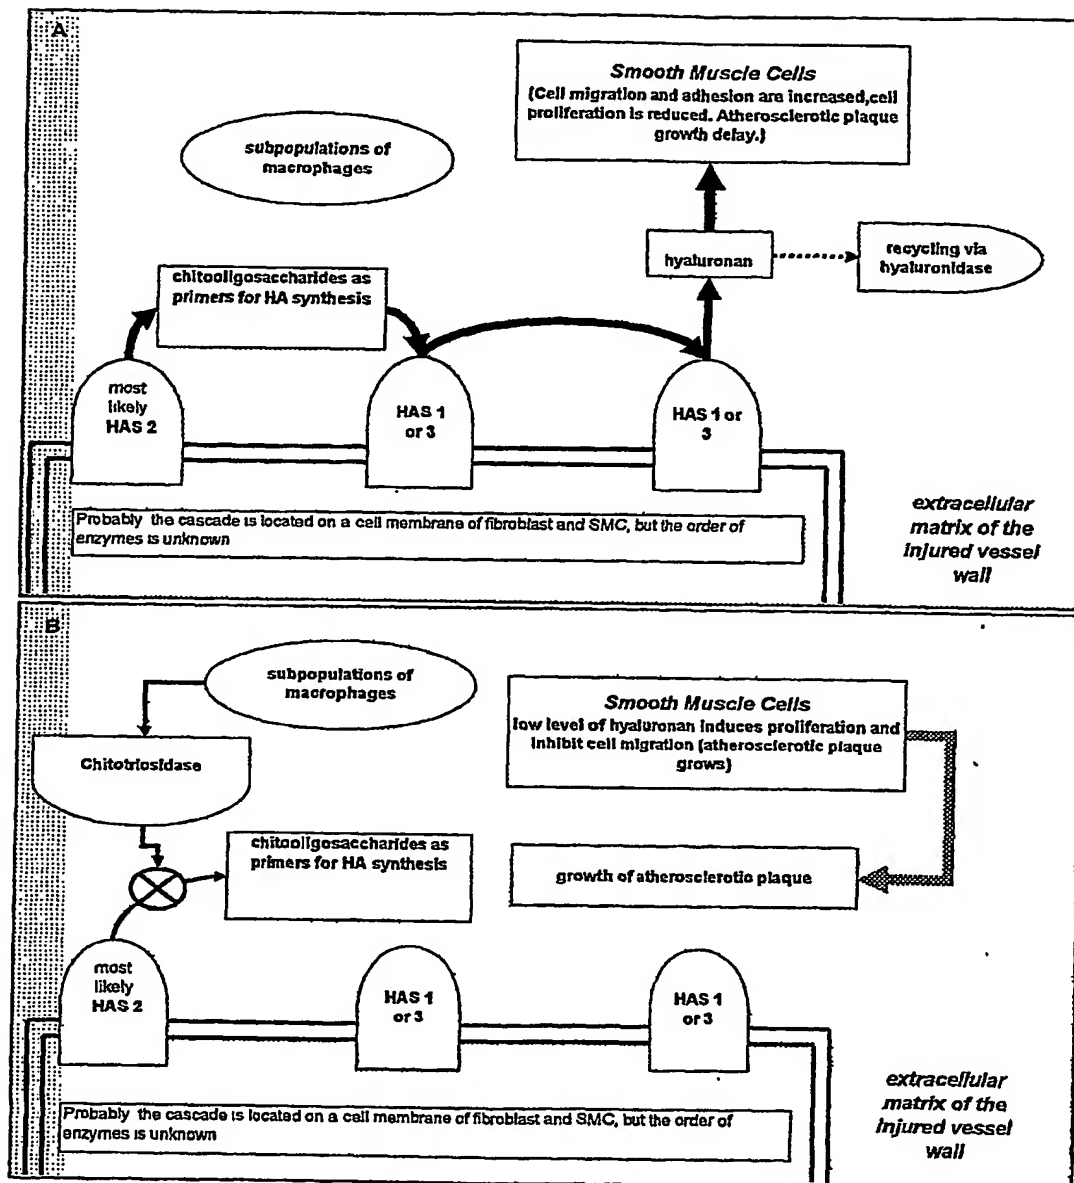 A
Smooth Muscle Cells
(Cell migration and adhesion are increased,cell
proliferation is reduced. Atherosclerotic plaque
growth delay.)
subpopulations of
macrophages
hyaluronan
recycling via
hyaluronidase
chitooligosaccharides as
primers for HA synthesis
most
likely
HAS 2
HAS 1
or 3
HAS 1 or
3
Probably the cascade is located on a cell membrane of fibroblast and SMC, but the order of
enzymes is unknown
extracellular
matrix of the
injured vessel
wall
B
subpopulations of
macrophages
Smooth Muscle Cells
low level of hyaluronan induces proliferation and
inhibit cell migration (atherosclerotic plaque
grows)
Chitotriosidase
chitooligosaccharides as
primers for HA synthesis
growth of atherosclerotic plaque
most
likely
HAS 2
HAS 1
or 3
HAS 1
or 3
Probably the cascade is located on a cell membrane of fibroblast and SMC, but the order of
enzymes is unknown
extracellular
matrix of the
injured vessel
wall